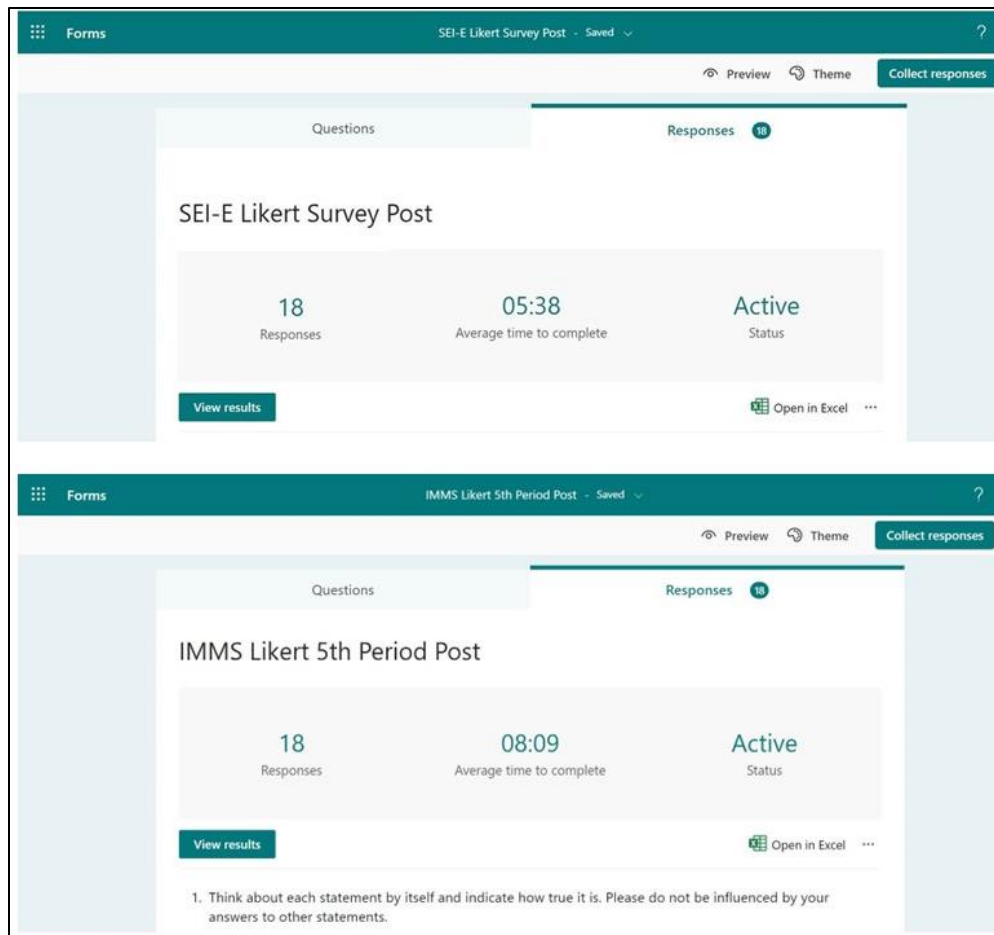 Forms
SEI-E Likert Survey Post - Saved
?
Preview
Theme
Collect responses
Questions
Responses 18
SEI-E Likert Survey Post
18
Responses
05:38
Average time to complete
Active
Status
View results
Open in Excel
...
Forms
IMMS Likert 5th Period Post - Saved
?
Preview
Theme
Collect responses
Questions
Responses 18
IMMS Likert 5th Period Post
18
Responses
08:09
Average time to complete
Active
Status
View results
Open in Excel
...
1. Think about each statement by itself and indicate how true it is. Please do not be influenced by your
answers to other statements.